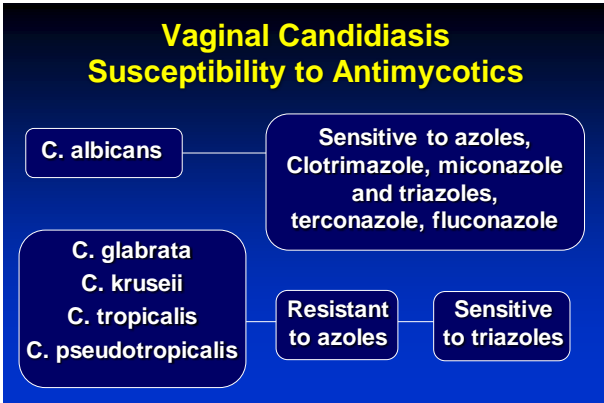 Vaginal Candidiasis
Susceptibility to Antimycotics
C. albicans
Sensitive to azoles,
Clotrimazole, miconazole
and triazoles,
terconazole, fluconazole
C. glabrata
C. kruseii
C. tropicalis
C. pseudotropicalis
Resistant
to azoles
Sensitive
to triazoles